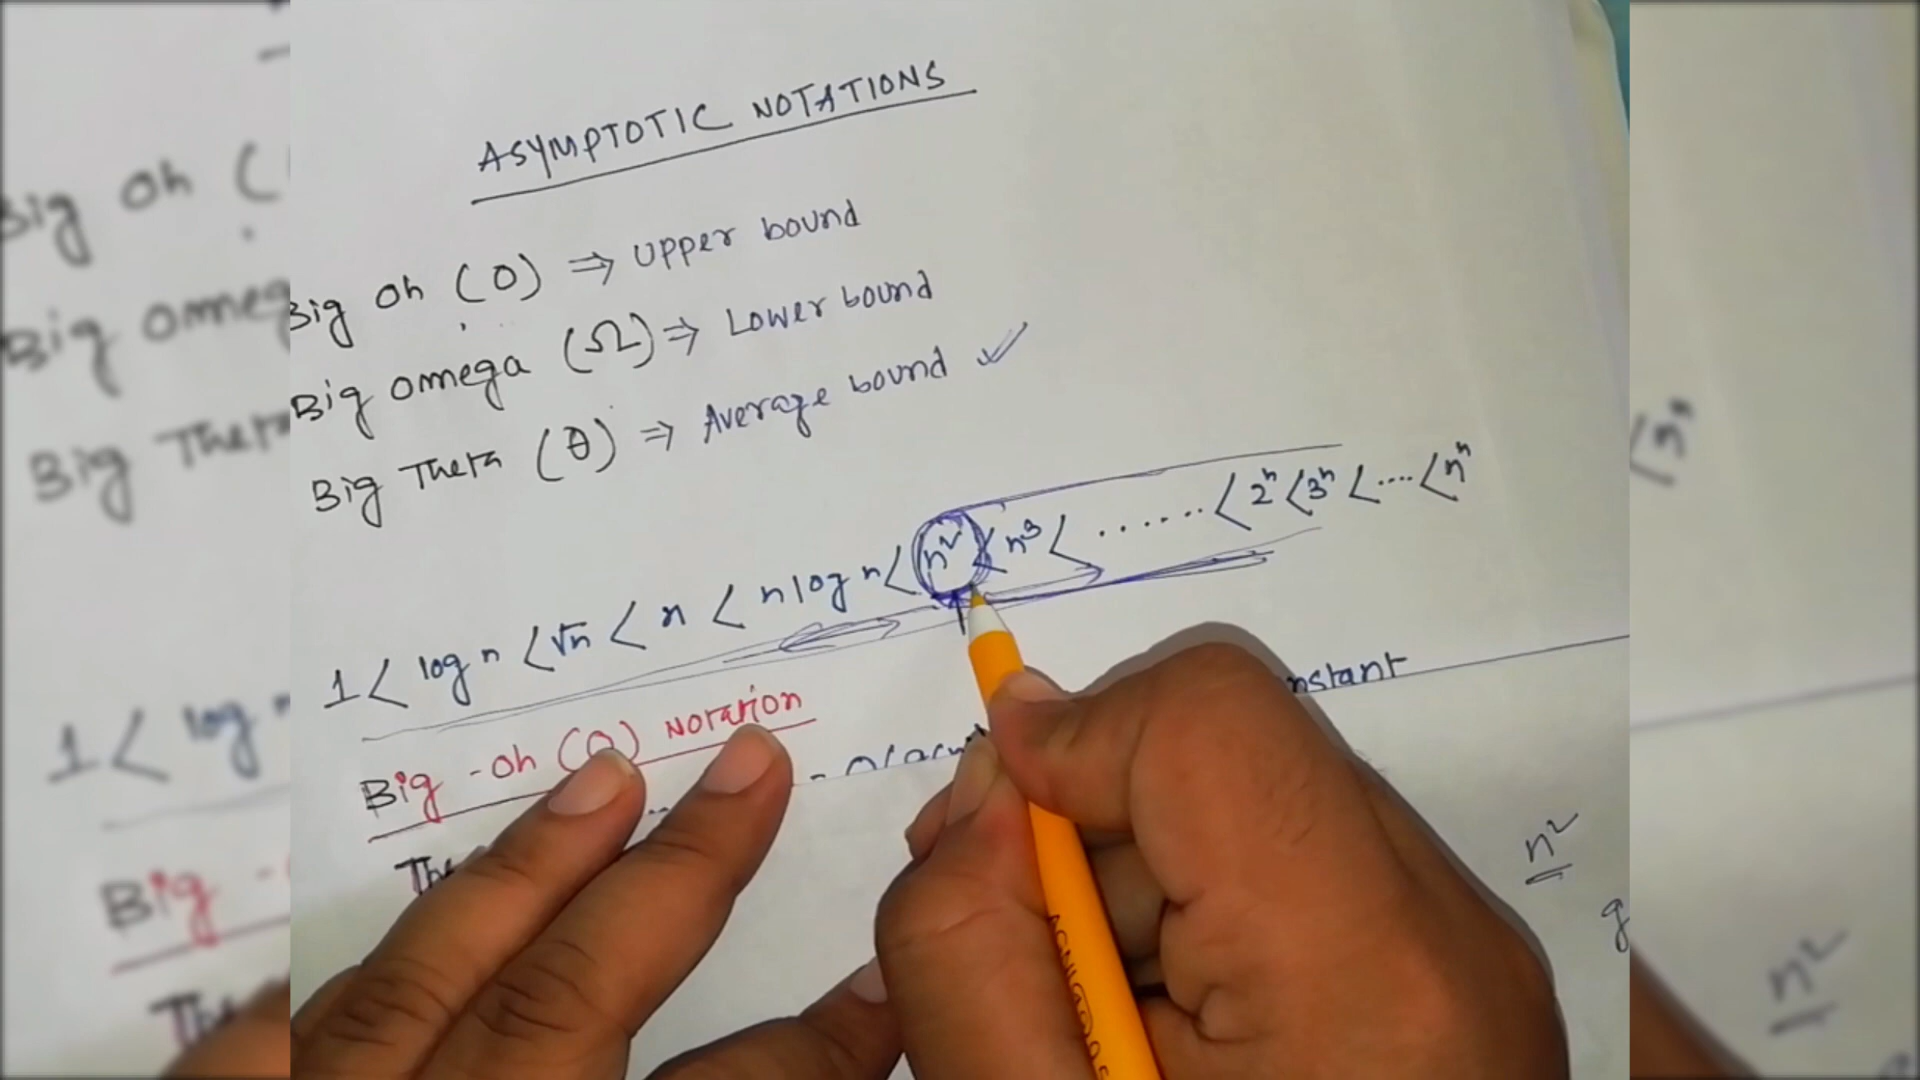 ASYMPTOTIC NOTATIONS
Big Oh (O) ⇒ Upper bound
Big Omega (Ω) ⇒ Lower bound
Big Theta (θ) ⇒ Average bound ✓
1 < log n < √n < n < n log n < n² < n³ < ...... < 2ⁿ < 3ⁿ < .... < nⁿ
Big - Oh (O) Notation
n²
g